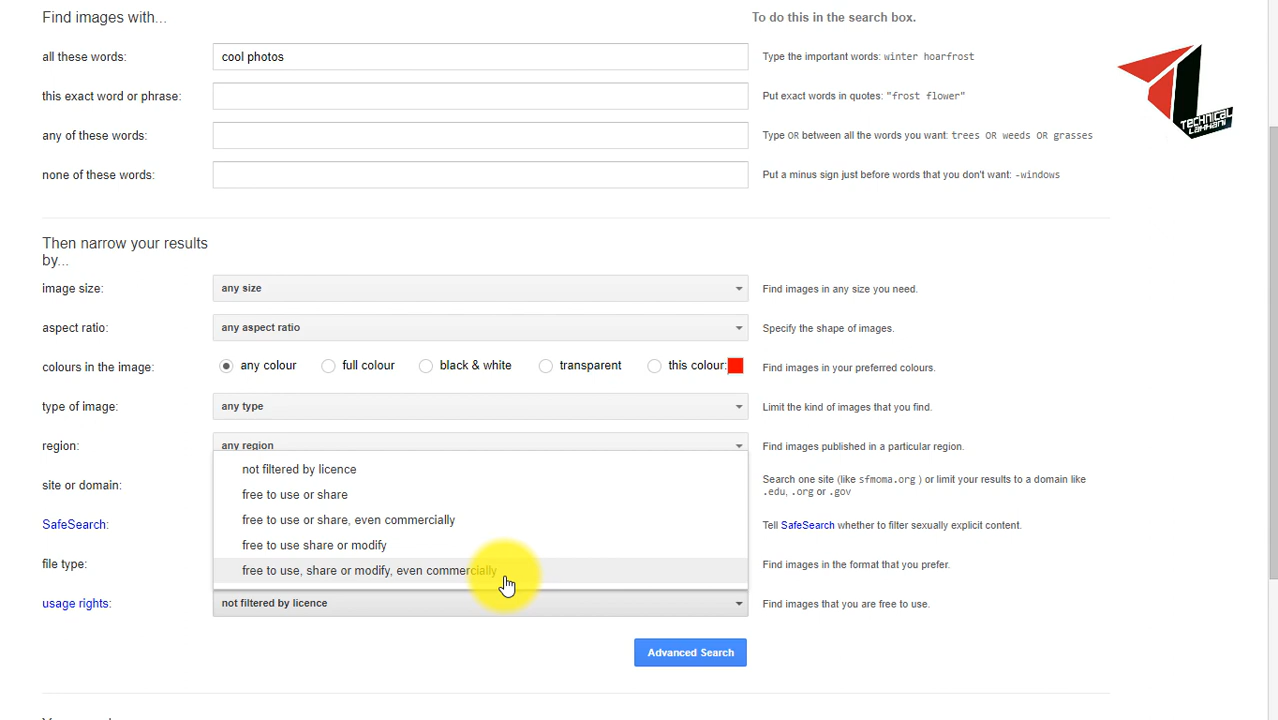 Find images with...
To do this in the search box.
all these words:
cool photos
Type the important words: winter hoarfrost
this exact word or phrase:
Put exact words in quotes: "frost flower"
any of these words:
Type OR between all the words you want: trees OR weeds OR grasses
none of these words:
Put a minus sign just before words that you don't want: -windows
TECHNICAL
LAKHANI
Then narrow your results
by...
image size:
any size
Find images in any size you need.
aspect ratio:
any aspect ratio
Specify the shape of images.
colours in the image:
any colour
full colour
black & white
transparent
this colour:
Find images in your preferred colours.
type of image:
any type
Limit the kind of images that you find.
region:
any region
Find images published in a particular region.
site or domain:
Search one site (like sfmoma.org ) or limit your results to a domain like
.edu, .org or .gov
SafeSearch:
Tell SafeSearch whether to filter sexually explicit content.
file type:
Find images in the format that you prefer.
not filtered by licence
free to use or share
free to use or share, even commercially
free to use share or modify
free to use, share or modify, even commercially
usage rights:
not filtered by licence
Find images that you are free to use.
Advanced Search